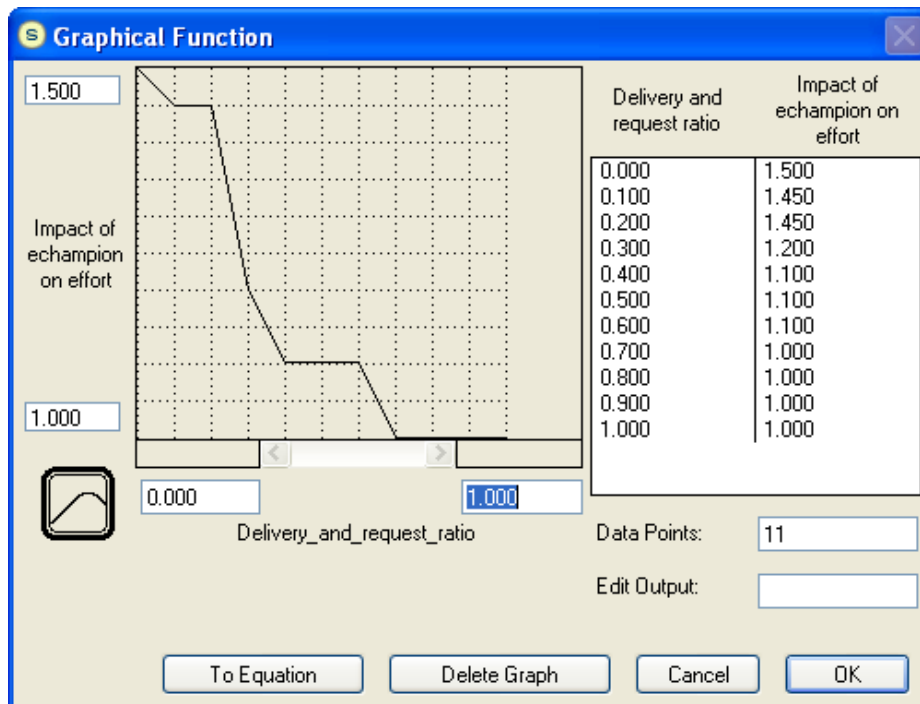 S Graphical Function
1.500
Impact of
echampion
on effort
1.000
0.000
1.000
Delivery_and_request_ratio
Delivery and
request ratio
Impact of
echampion on
effort
0.000 1.500
0.100 1.450
0.200 1.450
0.300 1.200
0.400 1.100
0.500 1.100
0.600 1.100
0.700 1.000
0.800 1.000
0.900 1.000
1.000 1.000
Data Points: 11
Edit Output:
To Equation
Delete Graph
Cancel
OK